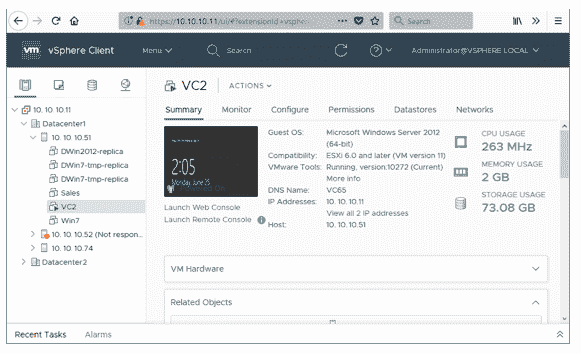 https://10.10.10.11/ui/#?extensionId=vsphe...
Search
vm vSphere Client Menu Search Administrator@VSPHERE.LOCAL
VC2 ACTIONS
Summary Monitor Configure Permissions Datastores Networks
10.10.10.11
Datacenter1
10.10.10.51
DWin2012-replica
DWin7-tmp-replica
DWin7-tmp-replica
Sales
VC2
Win7
10.10.10.52 (Not respon...
10.10.10.74
Datacenter2
2:05
Monday, June 25
Launch Web Console
Launch Remote Console
Guest OS: Microsoft Windows Server 2012
(64-bit)
Compatibility: ESXi 6.0 and later (VM version 11)
VMware Tools: Running, version:10272 (Current)
More info
DNS Name: VC65
IP Addresses: 10.10.10.11
View all 2 IP addresses
Host: 10.10.10.51
CPU USAGE
263 MHz
MEMORY USAGE
2 GB
STORAGE USAGE
73.08 GB
VM Hardware
Related Objects
Recent Tasks Alarms